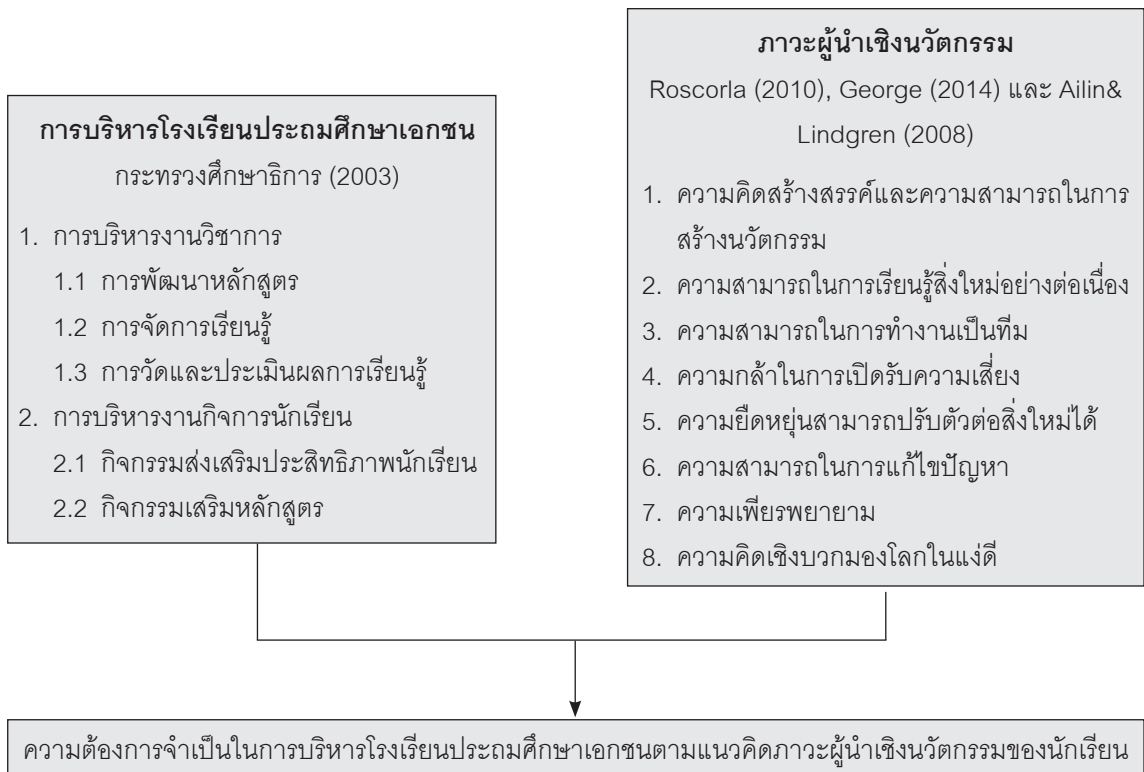 การบริหารโรงเรียนประถมศึกษาเอกชน
กระทรวงศึกษาธิการ (2003)
1. การบริหารงานวิชาการ
1.1 การพัฒนาหลักสูตร
1.2 การจัดการเรียนรู้
1.3 การวัดและประเมินผลการเรียนรู้
2. การบริหารงานกิจการนักเรียน
2.1 กิจกรรมส่งเสริมประสิทธิภาพนักเรียน
2.2 กิจกรรมเสริมหลักสูตร
ภาวะผู้นำเชิงนวัตกรรม
Roscorla (2010), George (2014) และ Ailin&
Lindgren (2008)
1. ความคิดสร้างสรรค์และความสามารถในการ
สร้างนวัตกรรม
2. ความสามารถในการเรียนรู้สิ่งใหม่อย่างต่อเนื่อง
3. ความสามารถในการทำงานเป็นทีม
4. ความกล้าในการเปิดรับความเสี่ยง
5. ความยืดหยุ่นสามารถปรับตัวต่อสิ่งใหม่ได้
6. ความสามารถในการแก้ไขปัญหา
7. ความเพียรพยายาม
8. ความคิดเชิงบวกมองโลกในแง่ดี
ความต้องการจำเป็นในการบริหารโรงเรียนประถมศึกษาเอกชนตามแนวคิดภาวะผู้นำเชิงนวัตกรรมของนักเรียน